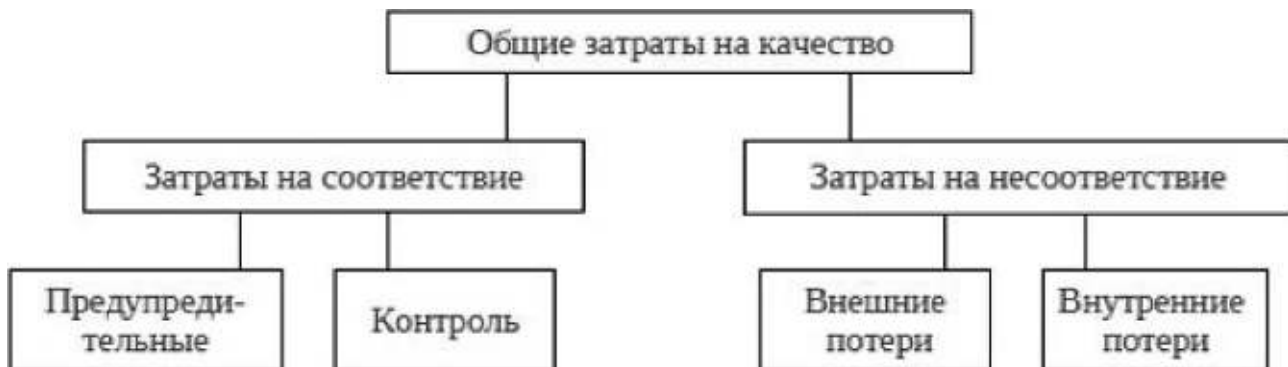 Общие затраты на качество
Затраты на соответствие
Затраты на несоответствие
Предупреди-
тельные
Контроль
Внешние
потери
Внутренние
потери